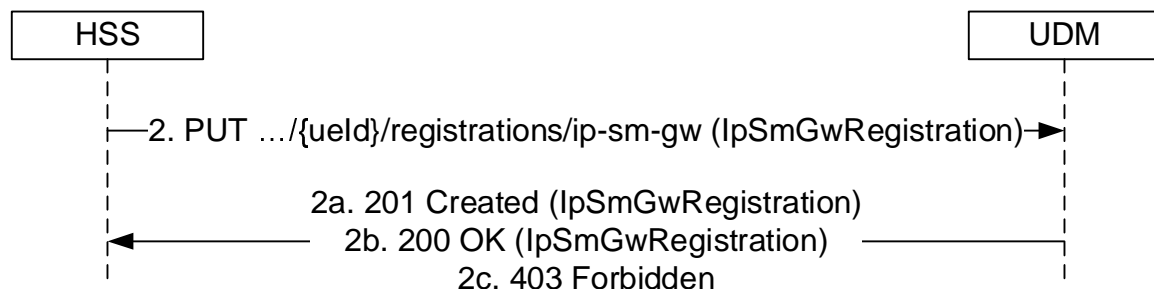 HSS
UDM
2. PUT …/{ueId}/registrations/ip-sm-gw (IpSmGwRegistration)
2a. 201 Created (IpSmGwRegistration)
2b. 200 OK (IpSmGwRegistration)
2c. 403 Forbidden